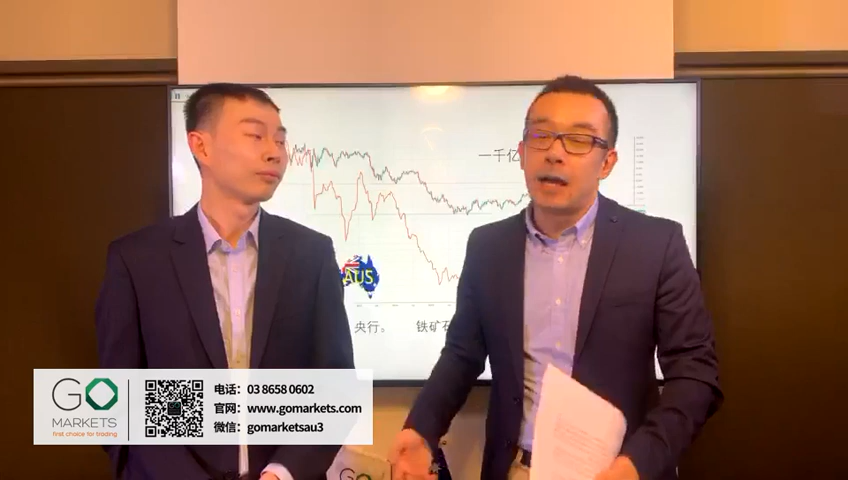 一千亿
AUS
央行。 铁矿石
GO
MARKETS
first choice for trading
电话：03 8658 0602
官网：www.gomarkets.com
微信：gomarketsau3
GO